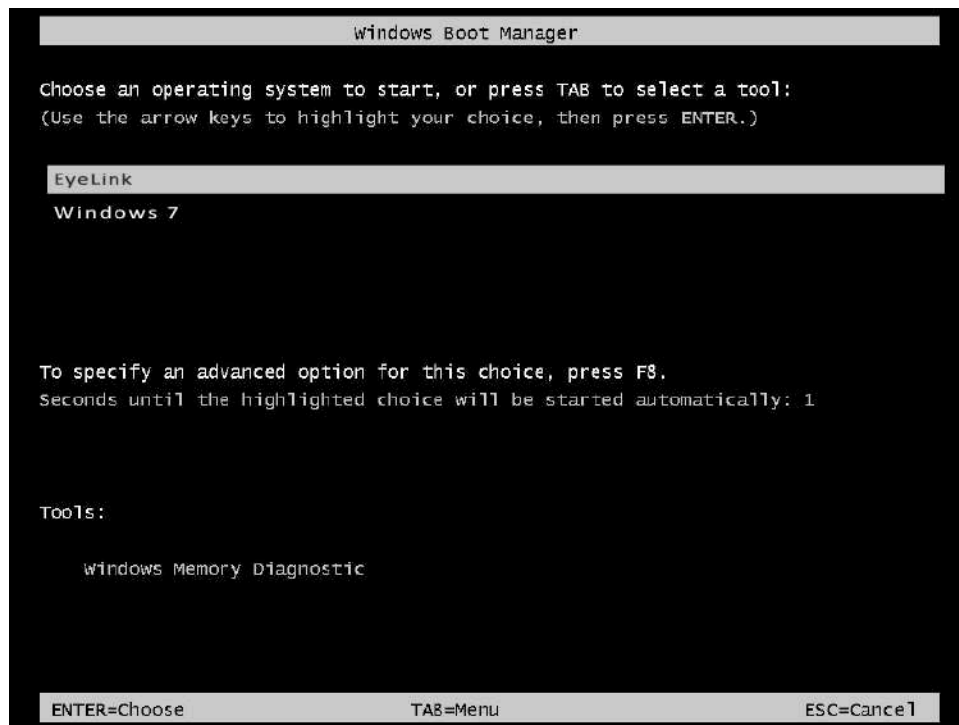 Windows Boot Manager
Choose an operating system to start, or press TAB to select a tool:
(Use the arrow keys to highlight your choice, then press ENTER.)
EyeLink
Windows 7
To specify an advanced option for this choice, press F8.
Seconds until the highlighted choice will be started automatically: 1
Tools:
Windows Memory Diagnostic
ENTER=Choose TAB=Menu ESC=Cancel